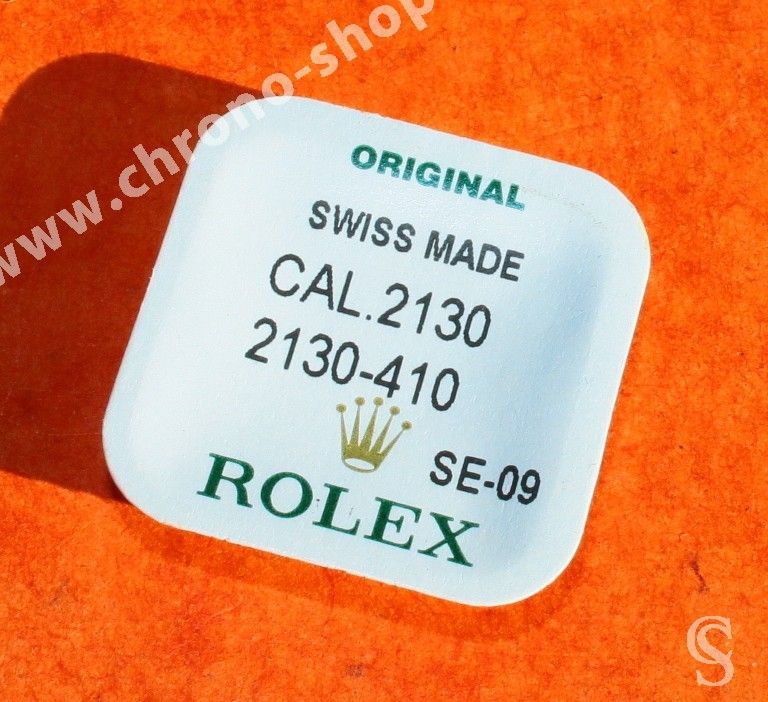 www.chrono-shop
ORIGINAL
SWISS MADE
CAL.2130
2130-410
SE-09
ROLEX